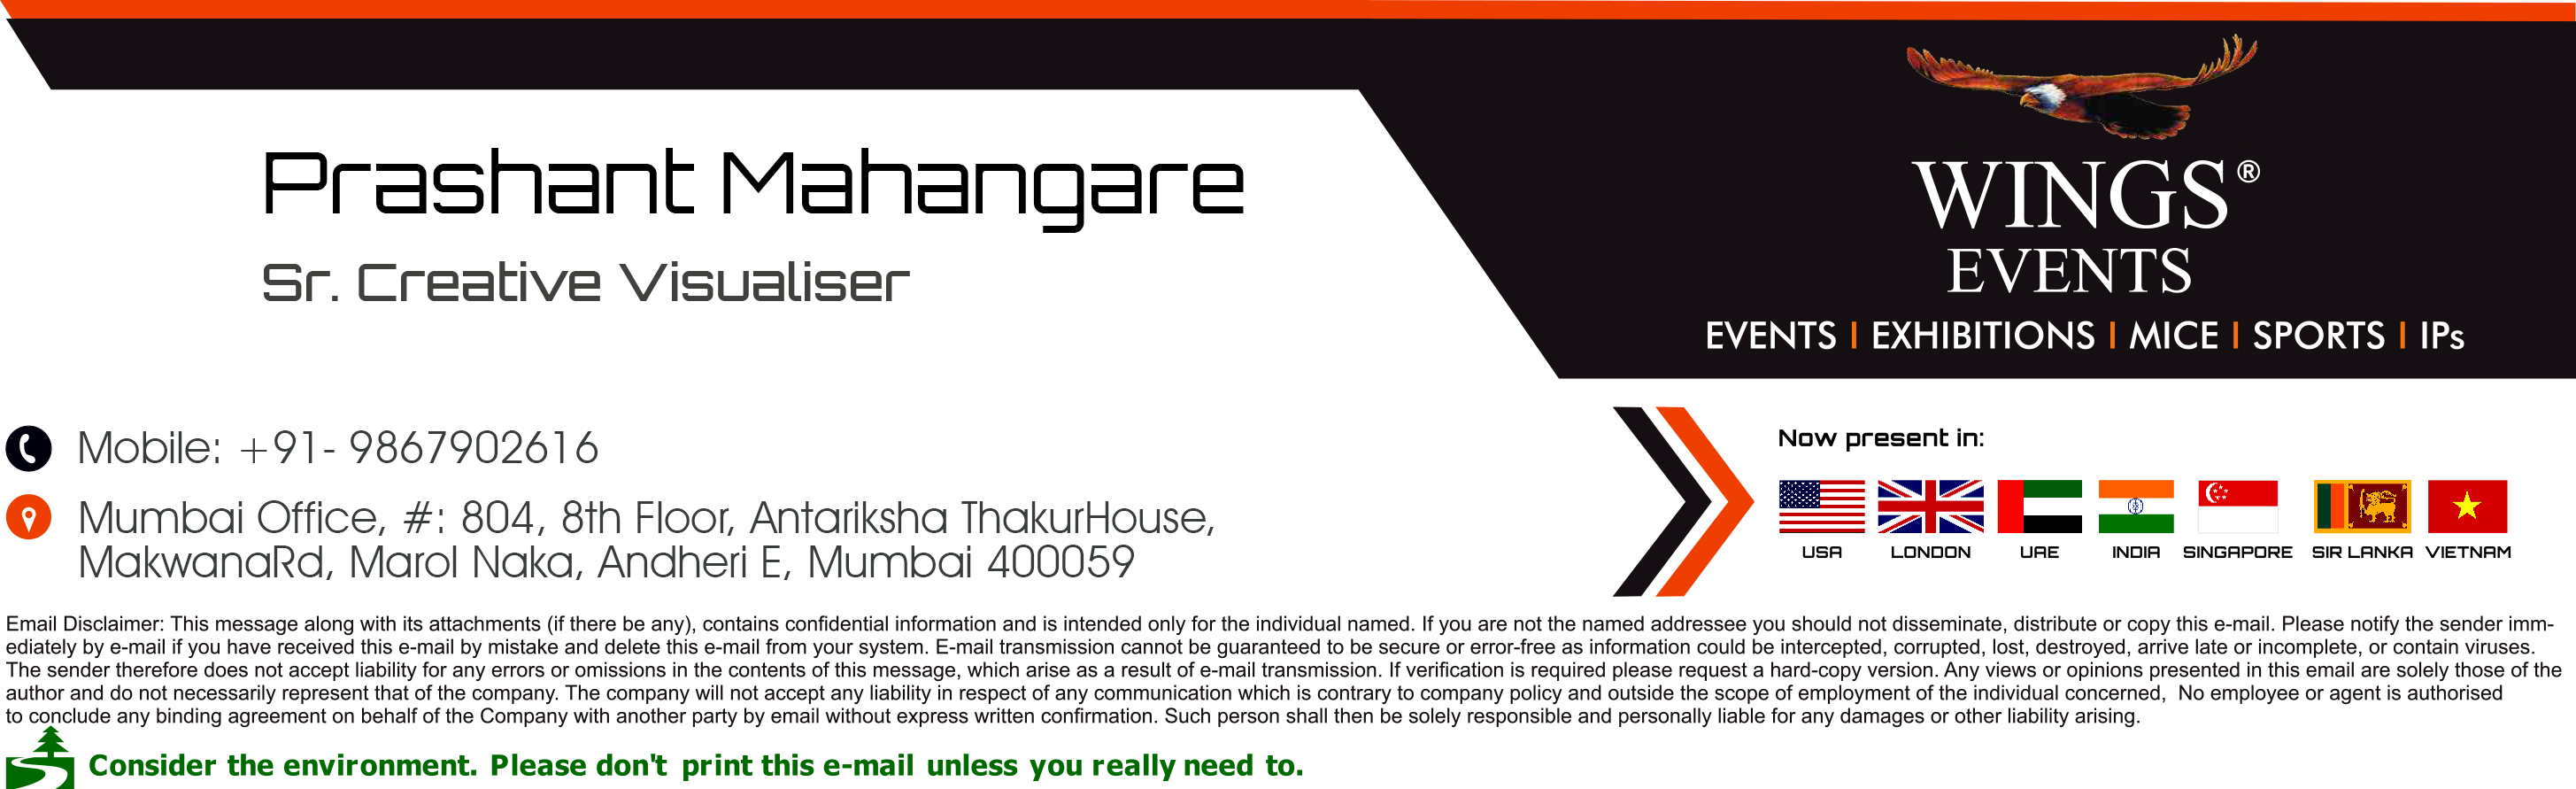 Prashant Mahangare
Sr. Creative Visualiser
WINGS®
EVENTS
EVENTS | EXHIBITIONS | MICE | SPORTS | IPs
Mobile: +91- 9867902616
Mumbai Office, #: 804, 8th Floor, Antariksha ThakurHouse,
MakwanaRd, Marol Naka, Andheri E, Mumbai 400059
Now present in:
USA LONDON UAE INDIA SINGAPORE SIR LANKA VIETNAM
Email Disclaimer: This message along with its attachments (if there be any), contains confidential information and is intended only for the individual named. If you are not the named addressee you should not disseminate, distribute or copy this e-mail. Please notify the sender imm-
ediately by e-mail if you have received this e-mail by mistake and delete this e-mail from your system. E-mail transmission cannot be guaranteed to be secure or error-free as information could be intercepted, corrupted, lost, destroyed, arrive late or incomplete, or contain viruses.
The sender therefore does not accept liability for any errors or omissions in the contents of this message, which arise as a result of e-mail transmission. If verification is required please request a hard-copy version. Any views or opinions presented in this email are solely those of the
author and do not necessarily represent that of the company. The company will not accept any liability in respect of any communication which is contrary to company policy and outside the scope of employment of the individual concerned, No employee or agent is authorised
to conclude any binding agreement on behalf of the Company with another party by email without express written confirmation. Such person shall then be solely responsible and personally liable for any damages or other liability arising.
Consider the environment. Please don't print this e-mail unless you really need to.